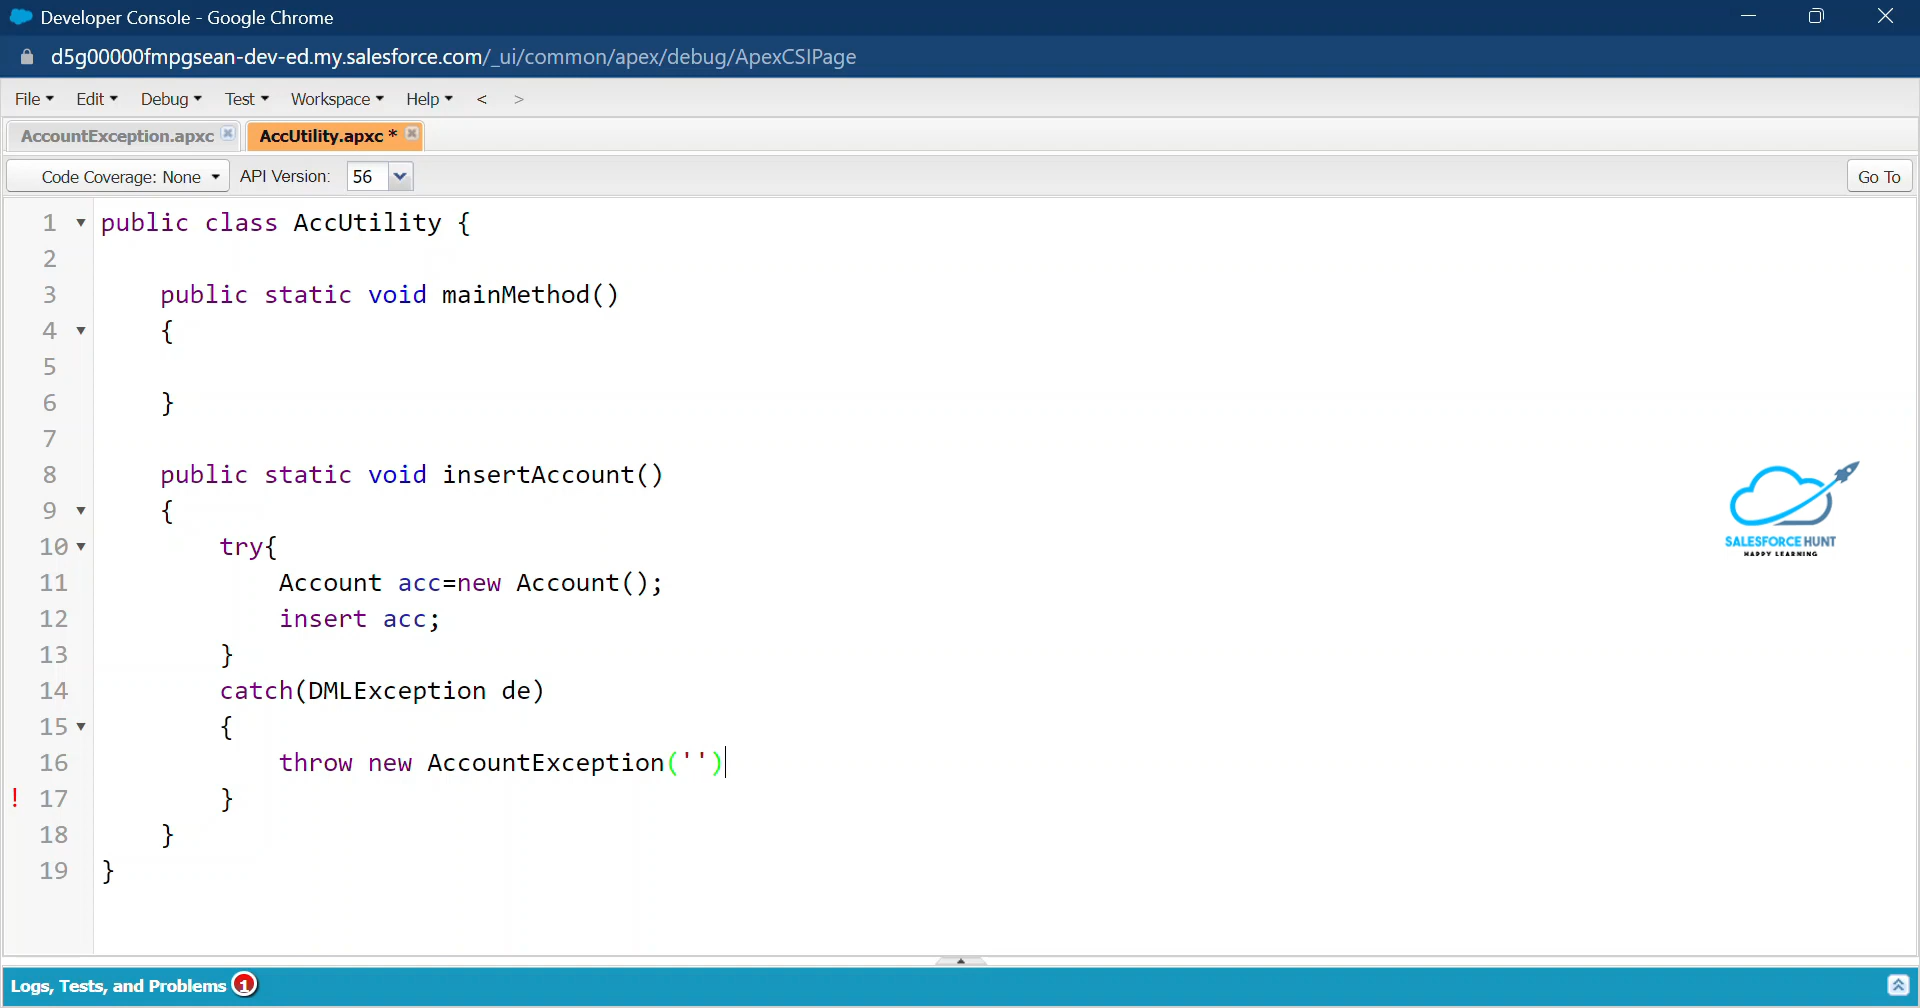 Developer Console - Google Chrome
d5g00000fmpgsean-dev-ed.my.salesforce.com/_ui/common/apex/debug/ApexCSIPage
File Edit Debug Test Workspace Help < >
AccountException.apxc AccUtility.apxc *
Code Coverage: None API Version: 56 Go To
1 public class AccUtility {
2
3 public static void mainMethod()
4 {
5
6 }
7
8 public static void insertAccount()
9 {
10 try{
11 Account acc=new Account();
12 insert acc;
13 }
14 catch(DMLException de)
15 {
16 throw new AccountException('')
! 17 }
18 }
19 }
SALESFORCE HUNT
HAPPY LEARNING
Logs, Tests, and Problems 1